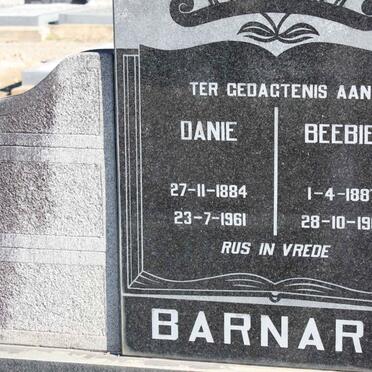 TER GEDAGTENIS AAN
DANIE BEEBIE
27-11-1884 1-4-188
23-7-1961 28-10-19
RUS IN VREDE
BARNAR